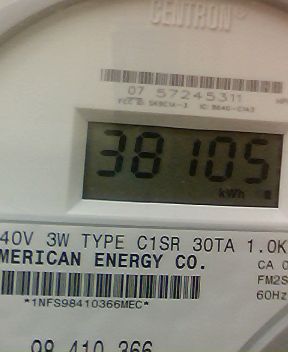 CENTRON®
07 57245311
38105
kWh
40V 3W TYPE C1SR 30TA 1.0K
MERICAN ENERGY CO.
CA 0
FM2S
60Hz
*1NFS98410366MEC*
98 410 366